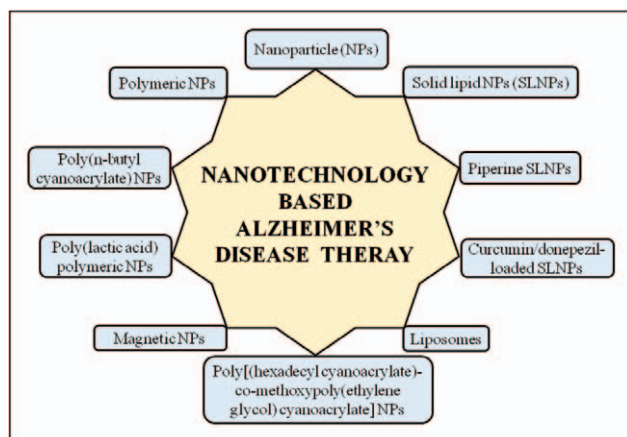 Nanoparticle (NPs)
Polymeric NPs
Solid lipid NPs (SLNPs)
Poly(n-butyl
cyanoacrylate) NPs
Piperine SLNPs
NANOTECHNOLOGY
BASED
ALZHEIMER'S
DISEASE THERAY
Poly(lactic acid)
polymeric NPs
Curcumin/donepezil-
loaded SLNPs
Magnetic NPs
Liposomes
Poly[(hexadecyl cyanoacrylate)-
co-methoxypoly(ethylene
glycol) cyanoacrylate] NPs